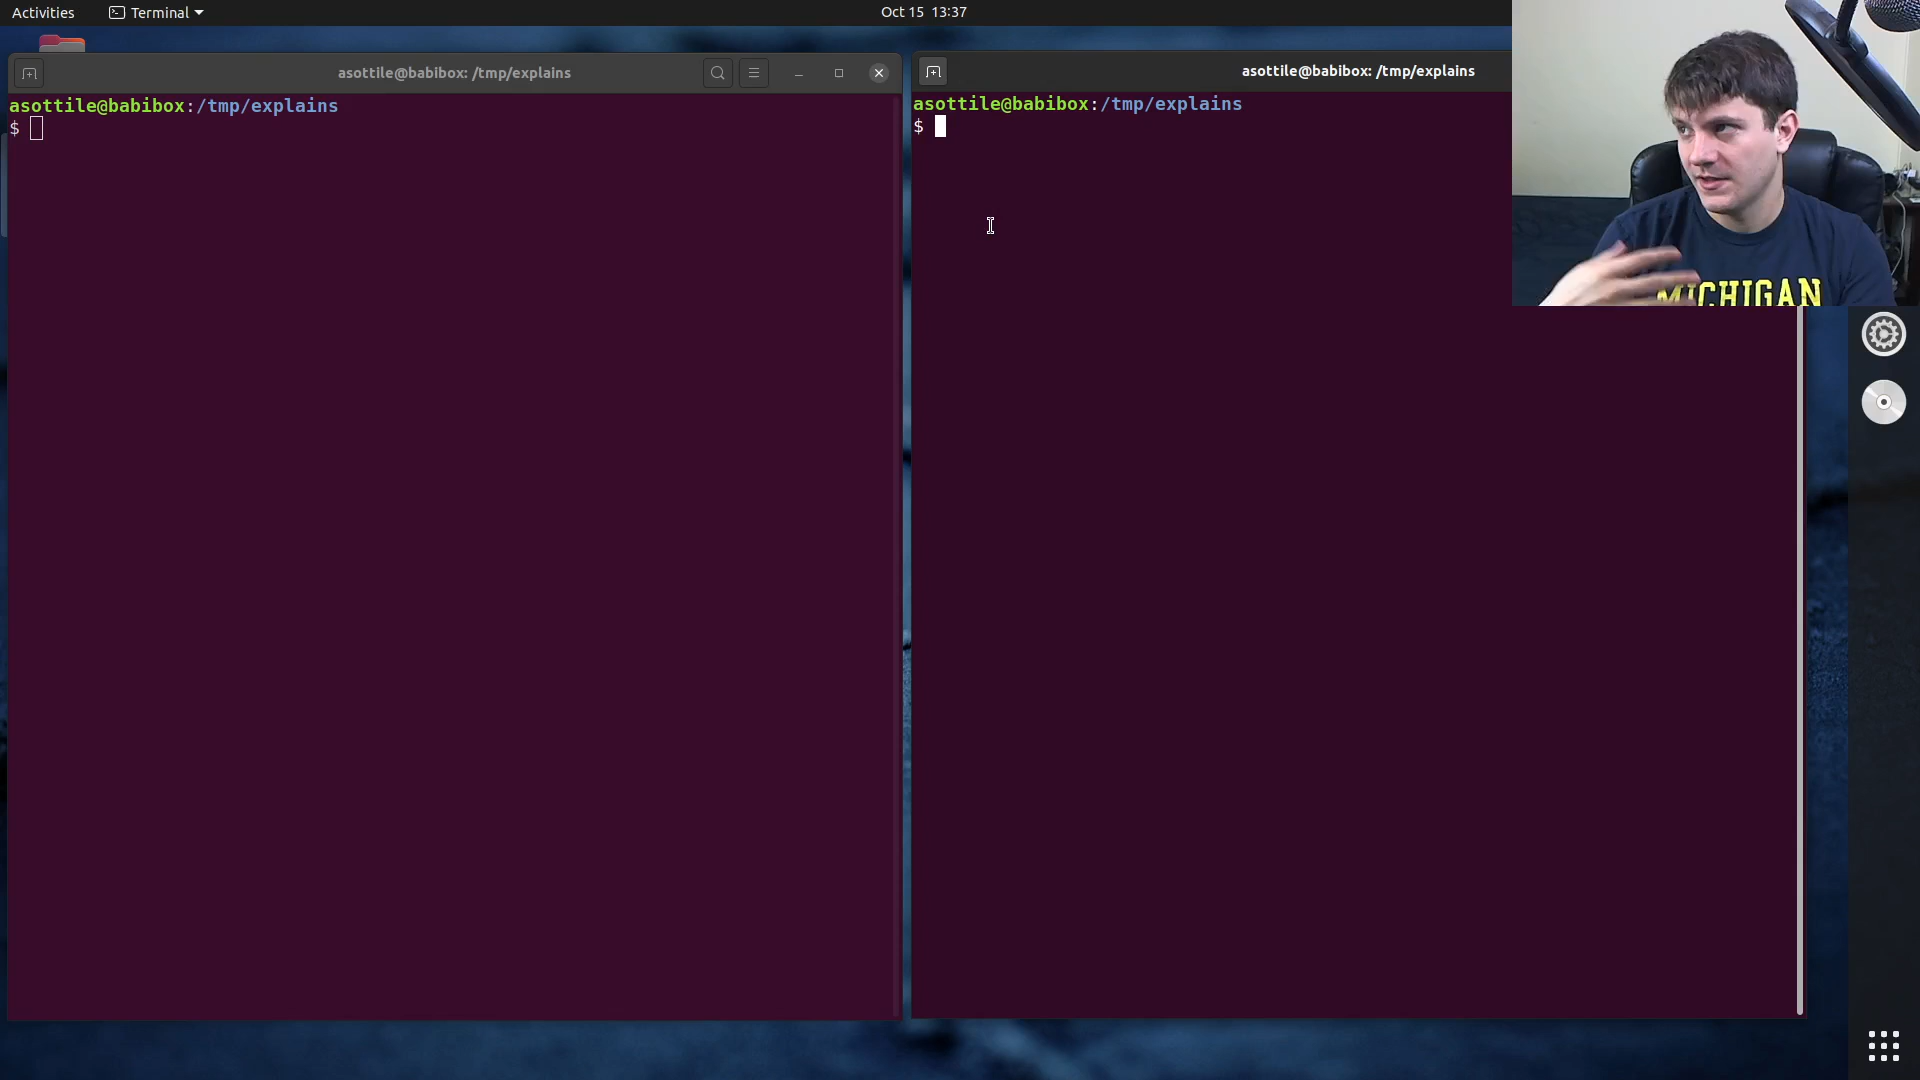 Activities
Terminal
Oct 15 13:37
asottile@babibox: /tmp/explains
asottile@babibox:/tmp/explains
$
asottile@babibox: /tmp/explains
asottile@babibox:/tmp/explains
$
MICHIGAN